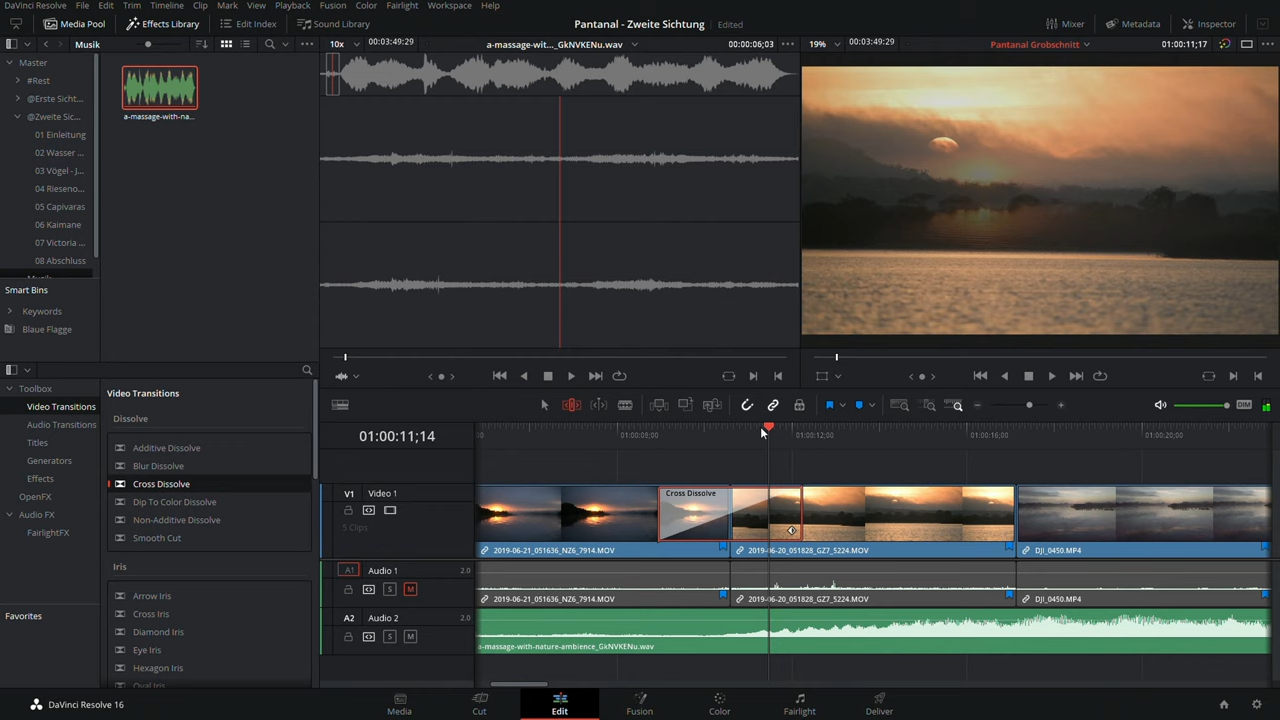 DaVinci Resolve File Edit Trim Timeline Clip Mark View Playback Fusion Color Fairlight Workspace Help
Media Pool Effects Library Edit Index Sound Library Pantanal - Zweite Sichtung Edited Mixer Metadata Inspector
Musik 10x 00:03:49:29 a-massage-wit..._GkNVKENu.wav 00:00:06;03 19% 00:03:49:29 Pantanal Grobschnitt 01:00:11;17
Master
#Rest
@Erste Sicht...
@Zweite Sic...
01 Einleitung
02 Wasser ...
03 Vögel - J...
04 Rieseno...
05 Capivaras
06 Kaimane
07 Victoria ...
08 Abschluss
a-massage-with-na...
Smart Bins
Keywords
Blaue Flagge
Toolbox
Video Transitions
Audio Transitions
Titles
Generators
Effects
OpenFX
Audio FX
FairlightFX
Favorites
Video Transitions
Dissolve
Additive Dissolve
Blur Dissolve
Cross Dissolve
Dip To Color Dissolve
Non-Additive Dissolve
Smooth Cut
Iris
Arrow Iris
Cross Iris
Diamond Iris
Eye Iris
Hexagon Iris
Oval Iris
DIM
01:00:11;14 01:00:08;00 01:00:12;00 01:00:16;00 01:00:20;00
V1 Video 1
5 Clips
Cross Dissolve
2019-06-21_051636_NZ6_7914.MOV 2019-06-20_051828_GZ7_5224.MOV DJI_0450.MP4
A1 Audio 1 2.0
S M
2019-06-21_051636_NZ6_7914.MOV 2019-06-20_051828_GZ7_5224.MOV DJI_0450.MP4
A2 Audio 2 2.0
S M
a-massage-with-nature-ambience_GkNVKENu.wav
DaVinci Resolve 16
Media Cut Edit Fusion Color Fairlight Deliver